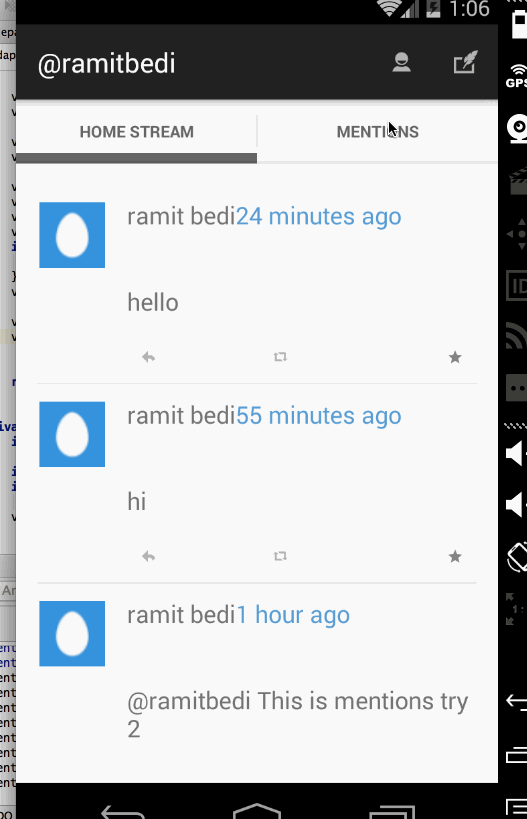 1:06
@ramitbedi
HOME STREAM MENTIONS
ramit bedi24 minutes ago
hello
ramit bedi55 minutes ago
hi
ramit bedi1 hour ago
@ramitbedi This is mentions try
2
GPS
ID